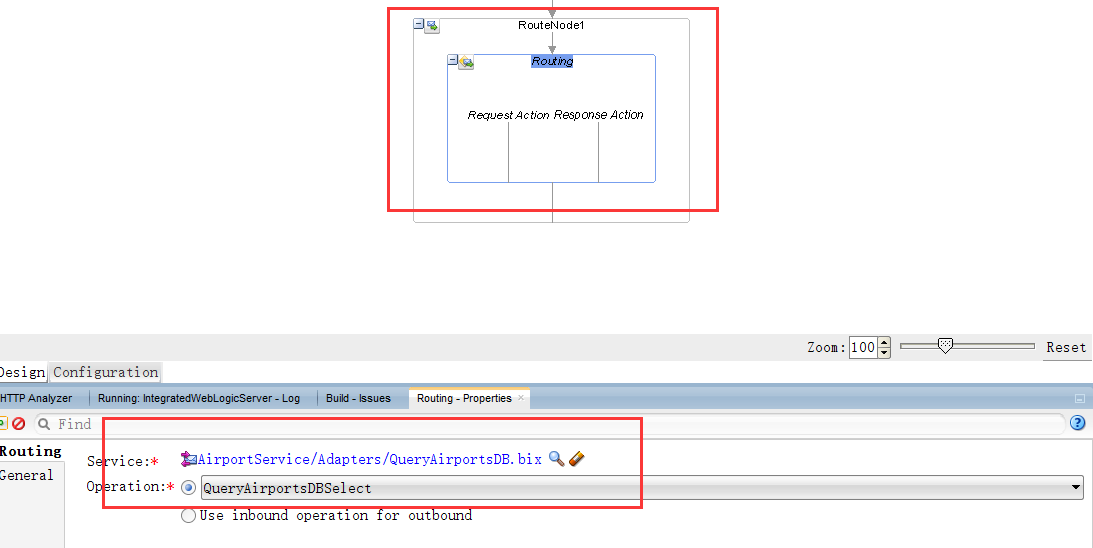 RouteNode1
Routing
Request Action Response Action
Zoom: 100 Reset
Design Configuration
HTTP Analyzer Running: IntegratedWebLogicServer - Log Build - Issues Routing - Properties
Find
Routing
General
Service:* AirportService/Adapters/QueryAirportsDB.bix
Operation:* QueryAirportsDBSelect
Use inbound operation for outbound